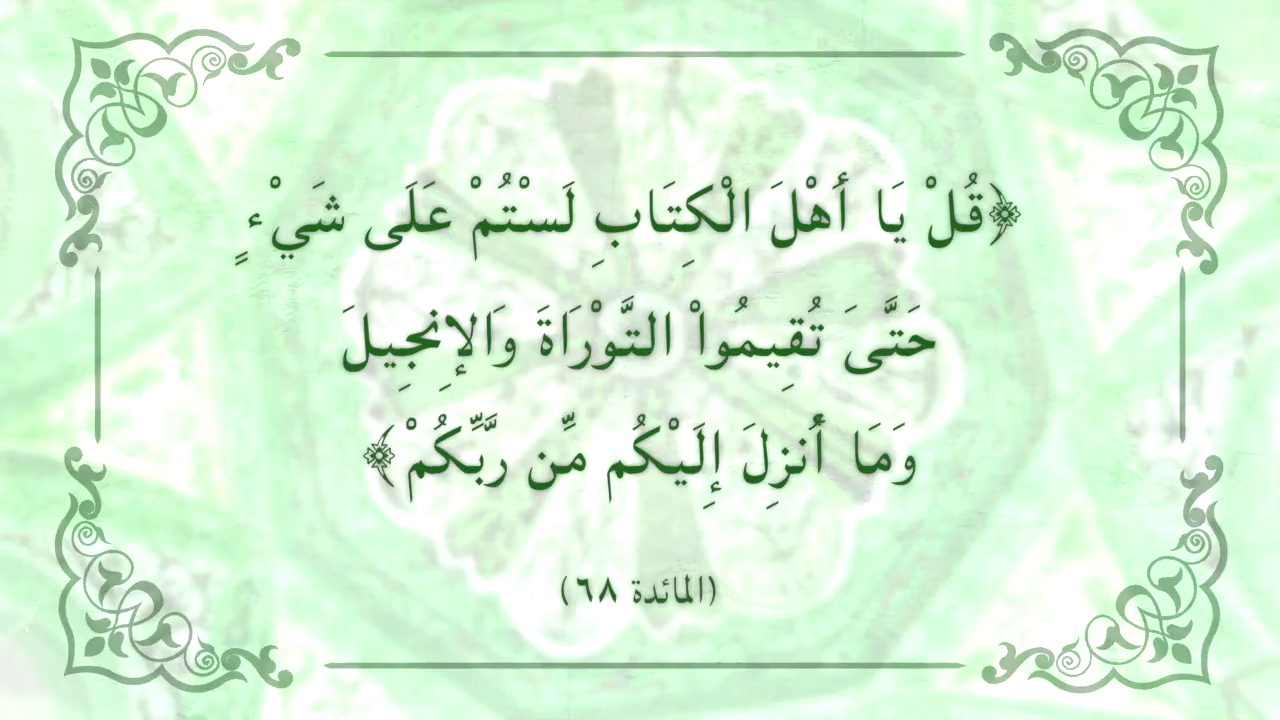 ﴿قُلْ يَا أَهْلَ الْكِتَابِ لَسْتُمْ عَلَى شَيْءٍ
حَتَّىَ تُقِيمُواْ التَّوْرَاةَ وَالإِنجِيلَ
وَمَا أُنزِلَ إِلَيْكُم مِّن رَّبِّكُمْ﴾
(المائدة ٦٨)